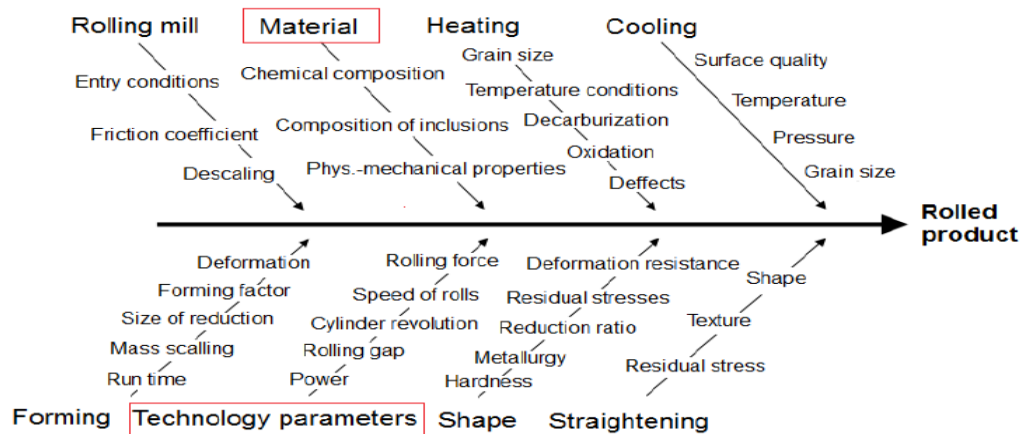 Rolling mill
Material
Heating
Cooling
Entry conditions
Friction coefficient
Descaling
Chemical composition
Composition of inclusions
Phys.-mechanical properties
Grain size
Temperature conditions
Decarburization
Oxidation
Deffects
Surface quality
Temperature
Pressure
Grain size
Rolled
product
Deformation
Forming factor
Size of reduction
Mass scalling
Run time
Rolling force
Speed of rolls
Cylinder revolution
Rolling gap
Power
Deformation resistance
Residual stresses
Reduction ratio
Metallurgy
Hardness
Shape
Texture
Residual stress
Forming
Technology parameters
Shape
Straightening